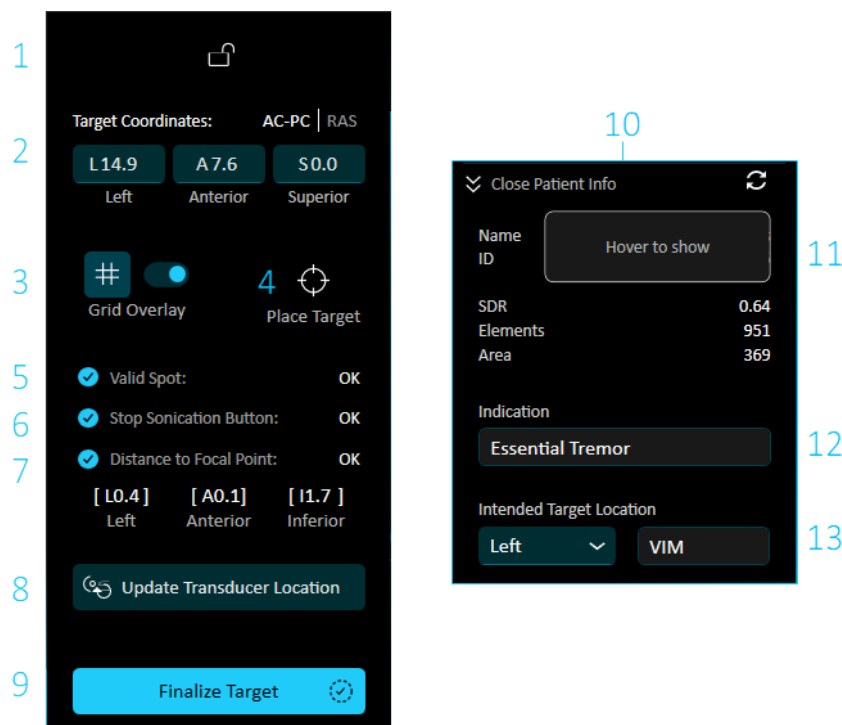 1
Target Coordinates: AC-PC | RAS
2
L14.9 A7.6 S0.0
Left Anterior Superior
3
4
Grid Overlay
Place Target
5 Valid Spot: OK
6 Stop Sonication Button: OK
7 Distance to Focal Point: OK
[ L0.4 ] [ A0.1] [ I1.7 ]
Left Anterior Inferior
8 Update Transducer Location
9 Finalize Target
10
Close Patient Info
Name
ID
Hover to show
11
SDR 0.64
Elements 951
Area 369
Indication
Essential Tremor 12
Intended Target Location
Left VIM 13